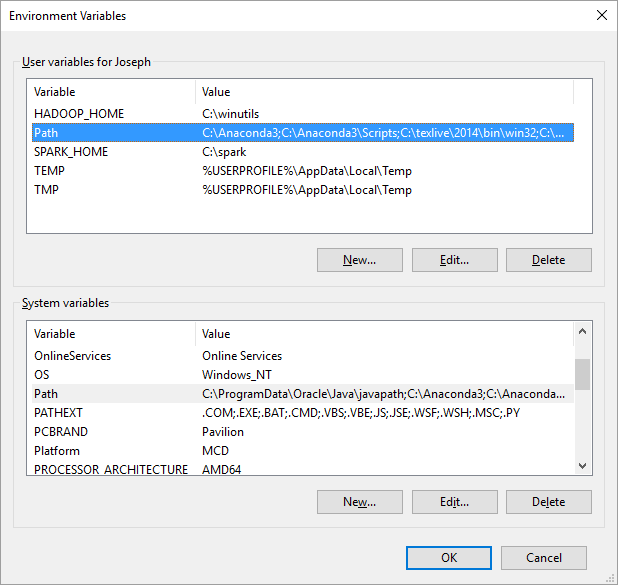 Environment Variables
User variables for Joseph
Variable Value
HADOOP_HOME C:\winutils
Path C:\Anaconda3;C:\Anaconda3\Scripts;C:\texlive\2014\bin\win32;C:\...
SPARK_HOME C:\spark
TEMP %USERPROFILE%\AppData\Local\Temp
TMP %USERPROFILE%\AppData\Local\Temp
New... Edit... Delete
System variables
Variable Value
OnlineServices Online Services
OS Windows_NT
Path C:\ProgramData\Oracle\Java\javapath;C:\Anaconda3;C:\Anaconda...
PATHEXT .COM;.EXE;.BAT;.CMD;.VBS;.VBE;.JS;.JSE;.WSF;.WSH;.MSC;.PY
PCBRAND Pavilion
Platform MCD
PROCESSOR_ARCHITECTURE AMD64
New... Edit... Delete
OK Cancel